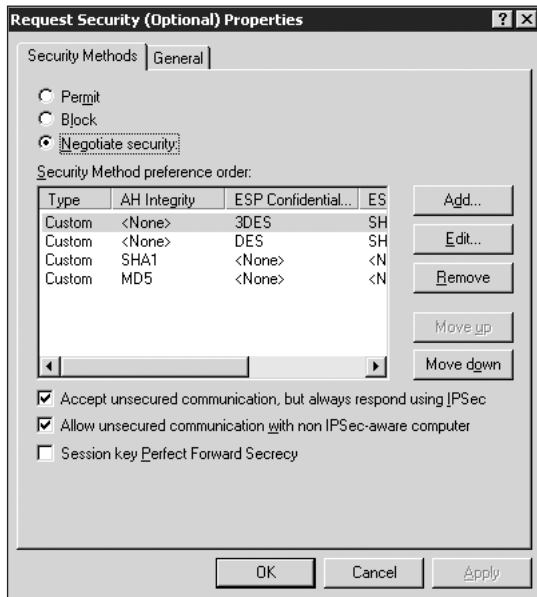 Request Security (Optional) Properties
Security Methods General
Permit
Block
Negotiate security:
Security Method preference order:
Type AH Integrity ESP Confidential... ES
Custom <None> 3DES SH
Custom <None> DES SH
Custom SHA1 <None> <N
Custom MD5 <None> <N
Add...
Edit...
Remove
Move up
Move down
Accept unsecured communication, but always respond using IPSec
Allow unsecured communication with non IPSec-aware computer
Session key Perfect Forward Secrecy
OK Cancel Apply